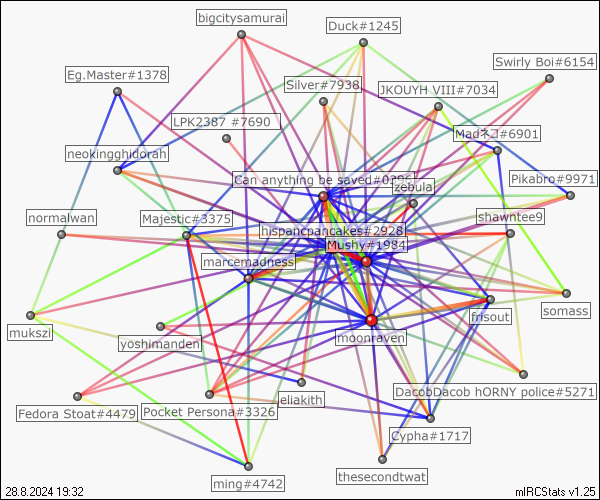 bigcitysamurai
Duck#1245
Swirly Boi#6154
Eg.Master#1378
Silver#7938
JKOUYH VIII#7034
LPK2387 #7690
Madネコ#6901
neokingghidorah
Can anything be saved#02
zebula
Pikabro#9971
normalwan
Majestic#3375
shawntee9
hispancpancakes#2928
Mushy#1984
marcemadness
mukszi
yoshimanden
moonraven
frisout
somass
Fedora Stoat#4479
Pocket Persona#3326
eliakith
DacobDacob hORNY police#5271
Cypha#1717
ming#4742
thesecondtwat
28.8.2024 19:32
mIRCStats v1.25